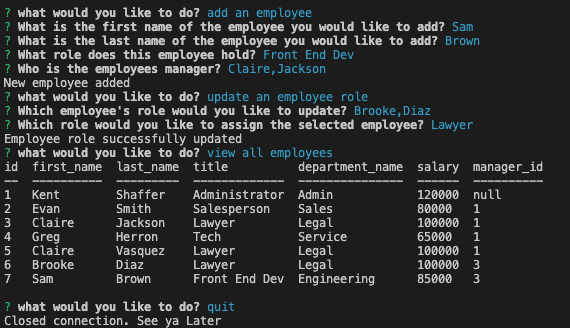 ? what would you like to do? add an employee
? What is the first name of the employee you would like to add? Sam
? What is the last name of the employee you would like to add? Brown
? What role does this employee hold? Front End Dev
? Who is the employees manager? Claire,Jackson
New employee added
? what would you like to do? update an employee role
? Which employee's role would you like to update? Brooke,Diaz
? Which role would you like to assign the selected employee? Lawyer
Employee role successfully updated
? what would you like to do? view all employees
id  first_name  last_name  title          department_name  salary  manager_id
--  ----------  ---------  -------------  ---------------  ------  ----------
1   Kent        Shaffer    Administrator  Admin            120000  null
2   Evan        Smith      Salesperson    Sales            80000   1
3   Claire      Jackson    Lawyer         Legal            100000  1
4   Greg        Herron     Tech           Service          65000   1
5   Claire      Vasquez    Lawyer         Legal            100000  1
6   Brooke      Diaz       Lawyer         Legal            100000  3
7   Sam         Brown      Front End Dev  Engineering      85000   3
? what would you like to do? quit
Closed connection. See ya Later